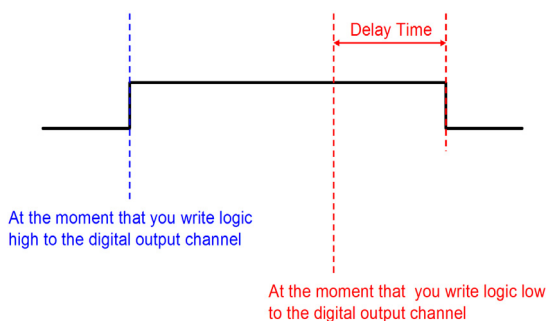 Delay Time
At the moment that you write logic
high to the digital output channel
At the moment that you write logic low
to the digital output channel